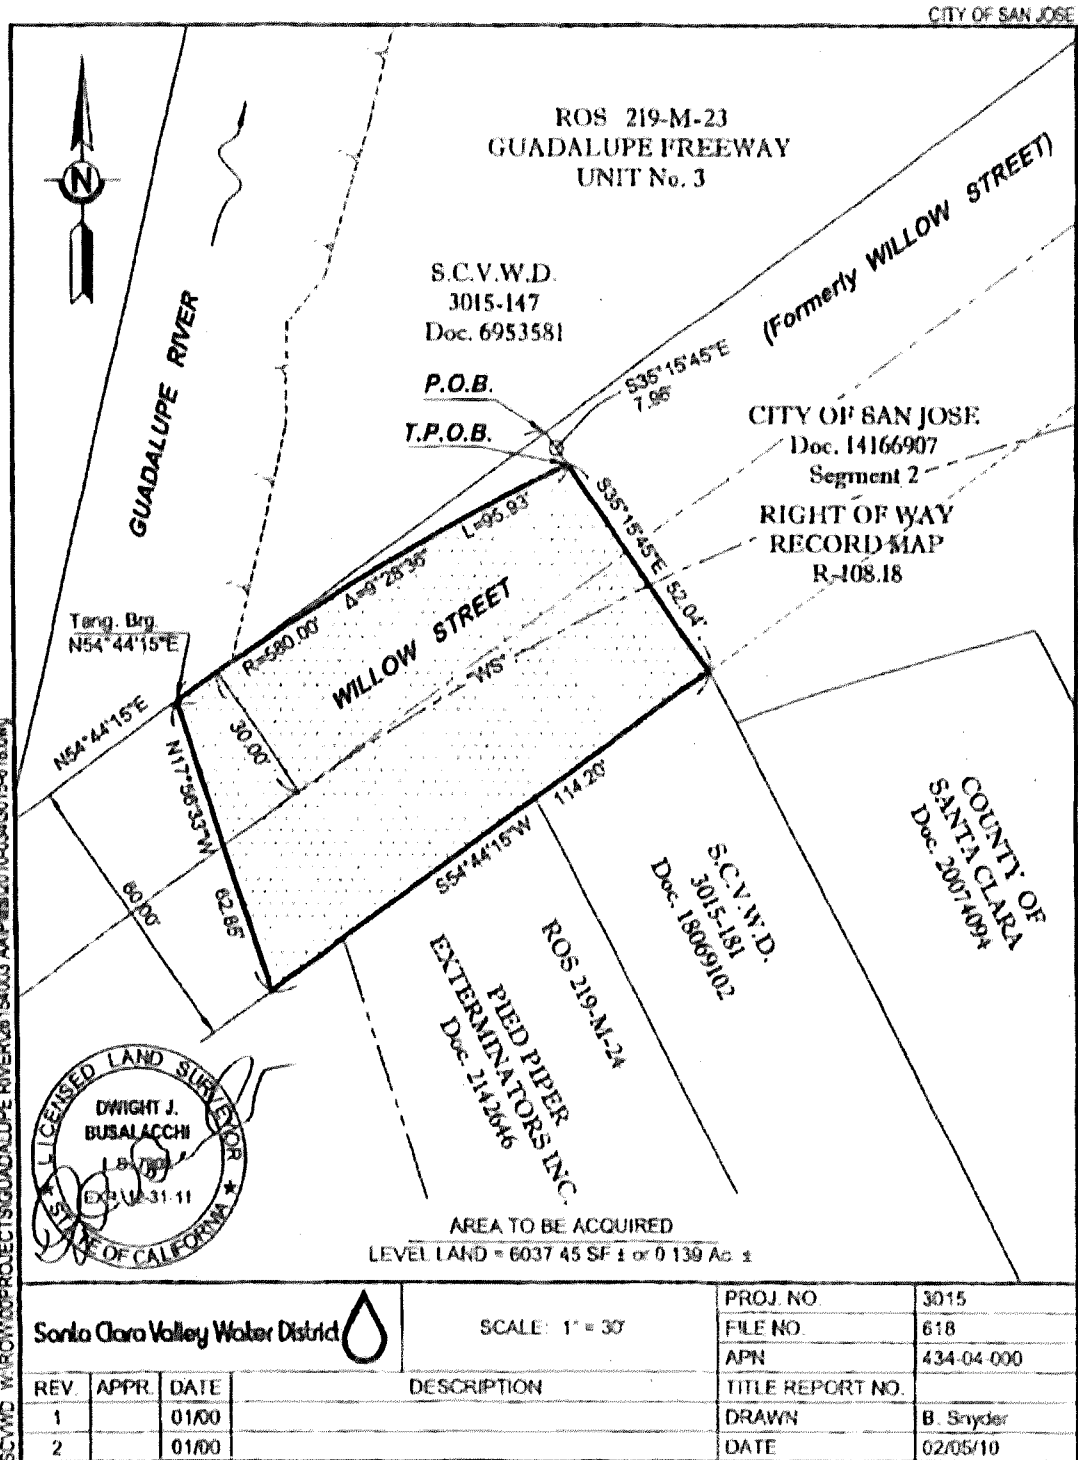 CITY OF SAN JOSE
ROS 219-M-23
GUADALUPE FREEWAY
UNIT No. 3
N
(Formerly WILLOW STREET)
S.C.V.W.D.
3015-147
Doc. 6953581
GUADALUPE RIVER
S35°15'45"E
7.96'
P.O.B.
T.P.O.B.
CITY OF SAN JOSE
Doc. 14166907
Segment 2
RIGHT OF WAY
RECORD MAP
R-108.18
L=95.93'
Δ=9°28'36"
R=580.00'
S35°15'45"E 52.04'
WILLOW STREET
"WS"
Tang. Brg.
N54°44'15"E
N54°44'15"E
30.00'
N17°56'33"W
62.85'
60.00'
S54°44'15"W
114.20'
COUNTY OF
SANTA CLARA
Doc. 20074094
S.C.V.W.D.
3015-181
Doc. 18069102
ROS 219-M-24
PIED PIPER
EXTERMINATORS INC.
Doc. 2142646
LICENSED LAND SURVEYOR
DWIGHT J.
BUSALACCHI
EXP. 12-31-11
STATE OF CALIFORNIA
AREA TO BE ACQUIRED
LEVEL LAND = 6037.45 SF ± or 0.139 Ac. ±
Santa Clara Valley Water District
SCALE: 1" = 30'
PROJ. NO. 3015
FILE NO. 618
APN 434-04-000
REV. APPR. DATE DESCRIPTION TITLE REPORT NO.
1 01/00 DRAWN B. Snyder
2 01/00 DATE 02/05/10